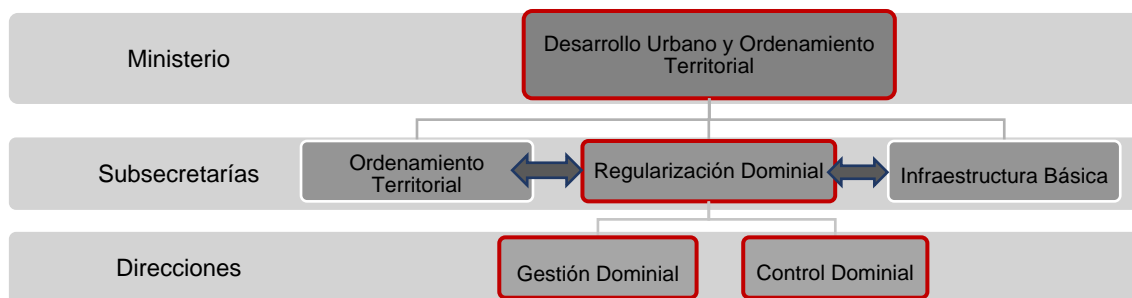 Ministerio
Desarrollo Urbano y Ordenamiento
Territorial
Subsecretarías
Ordenamiento
Territorial
Regularización Dominial
Infraestructura Básica
Direcciones
Gestión Dominial
Control Dominial